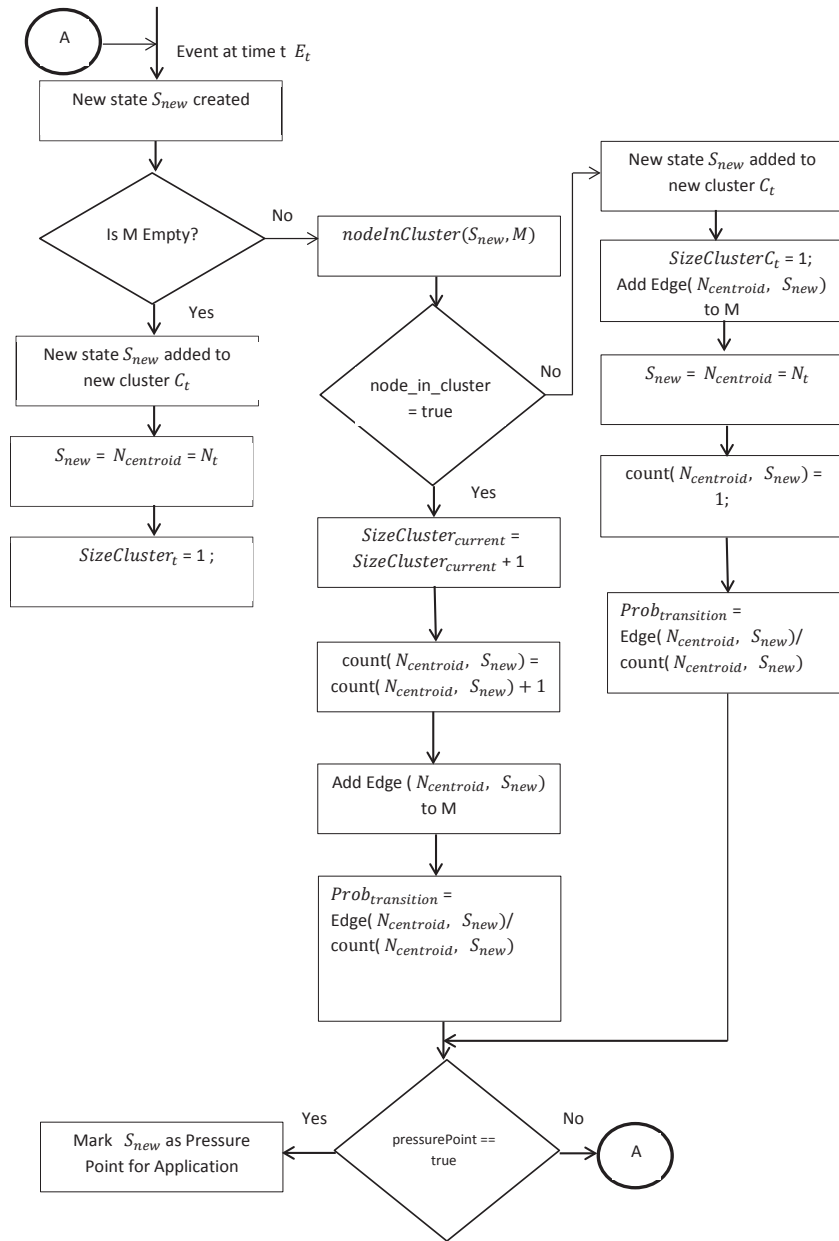 A
Event at time t E_t
New state S_new created
Is M Empty?
No
Yes
New state S_new added to
new cluster C_t
S_new = N_centroid = N_t
SizeCluster_t = 1 ;
nodeInCluster(S_new, M)
node_in_cluster
= true
No
Yes
SizeCluster_current =
SizeCluster_current + 1
count( N_centroid, S_new) =
count( N_centroid, S_new) + 1
Add Edge ( N_centroid, S_new)
to M
Prob_transition =
Edge( N_centroid, S_new)/
count( N_centroid, S_new)
New state S_new added to
new cluster C_t
SizeClusterC_t = 1;
Add Edge( N_centroid, S_new)
to M
S_new = N_centroid = N_t
count( N_centroid, S_new) =
1;
Prob_transition =
Edge( N_centroid, S_new)/
count( N_centroid, S_new)
pressurePoint ==
true
Yes
Mark S_new as Pressure
Point for Application
No
A